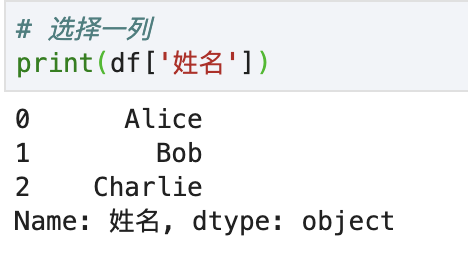 # 选择一列
print(df['姓名'])
0      Alice
1        Bob
2    Charlie
Name: 姓名, dtype: object